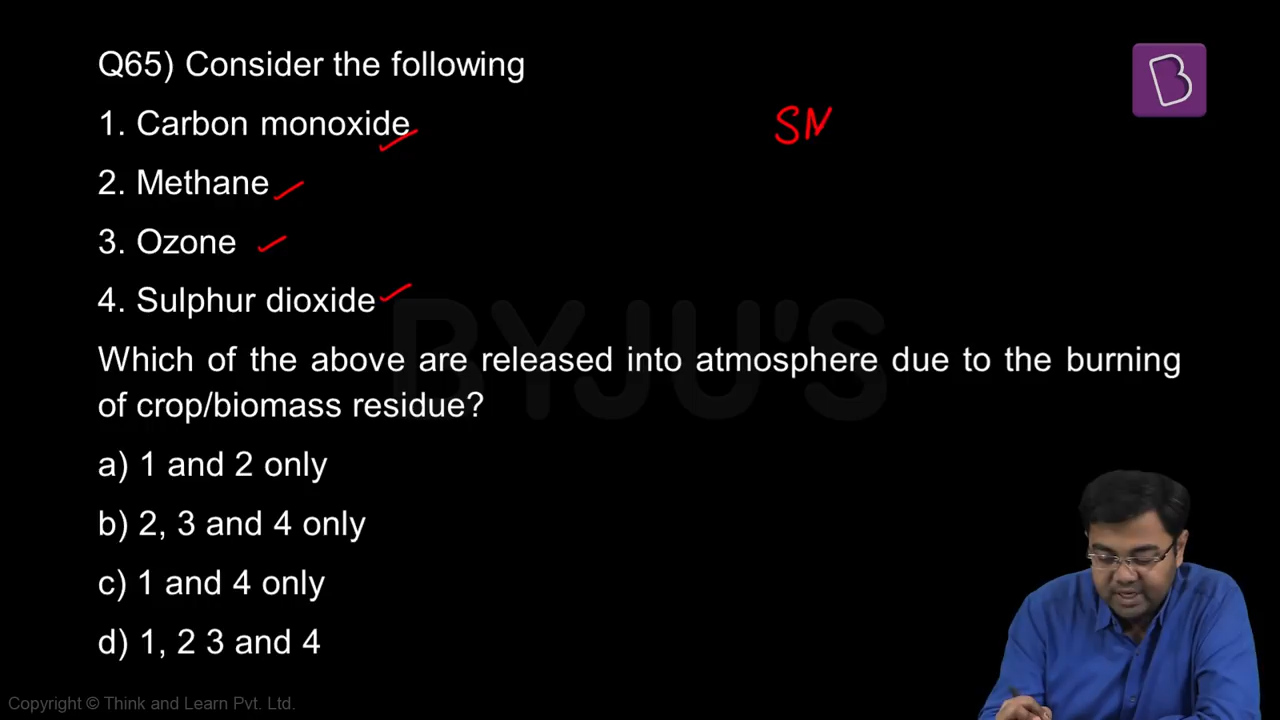 Q65) Consider the following
1. Carbon monoxide
SN
2. Methane
3. Ozone
4. Sulphur dioxide
BYJU'S
Which of the above are released into atmosphere due to the burning
of crop/biomass residue?
a) 1 and 2 only
b) 2, 3 and 4 only
c) 1 and 4 only
d) 1, 2 3 and 4
Copyright © Think and Learn Pvt. Ltd.